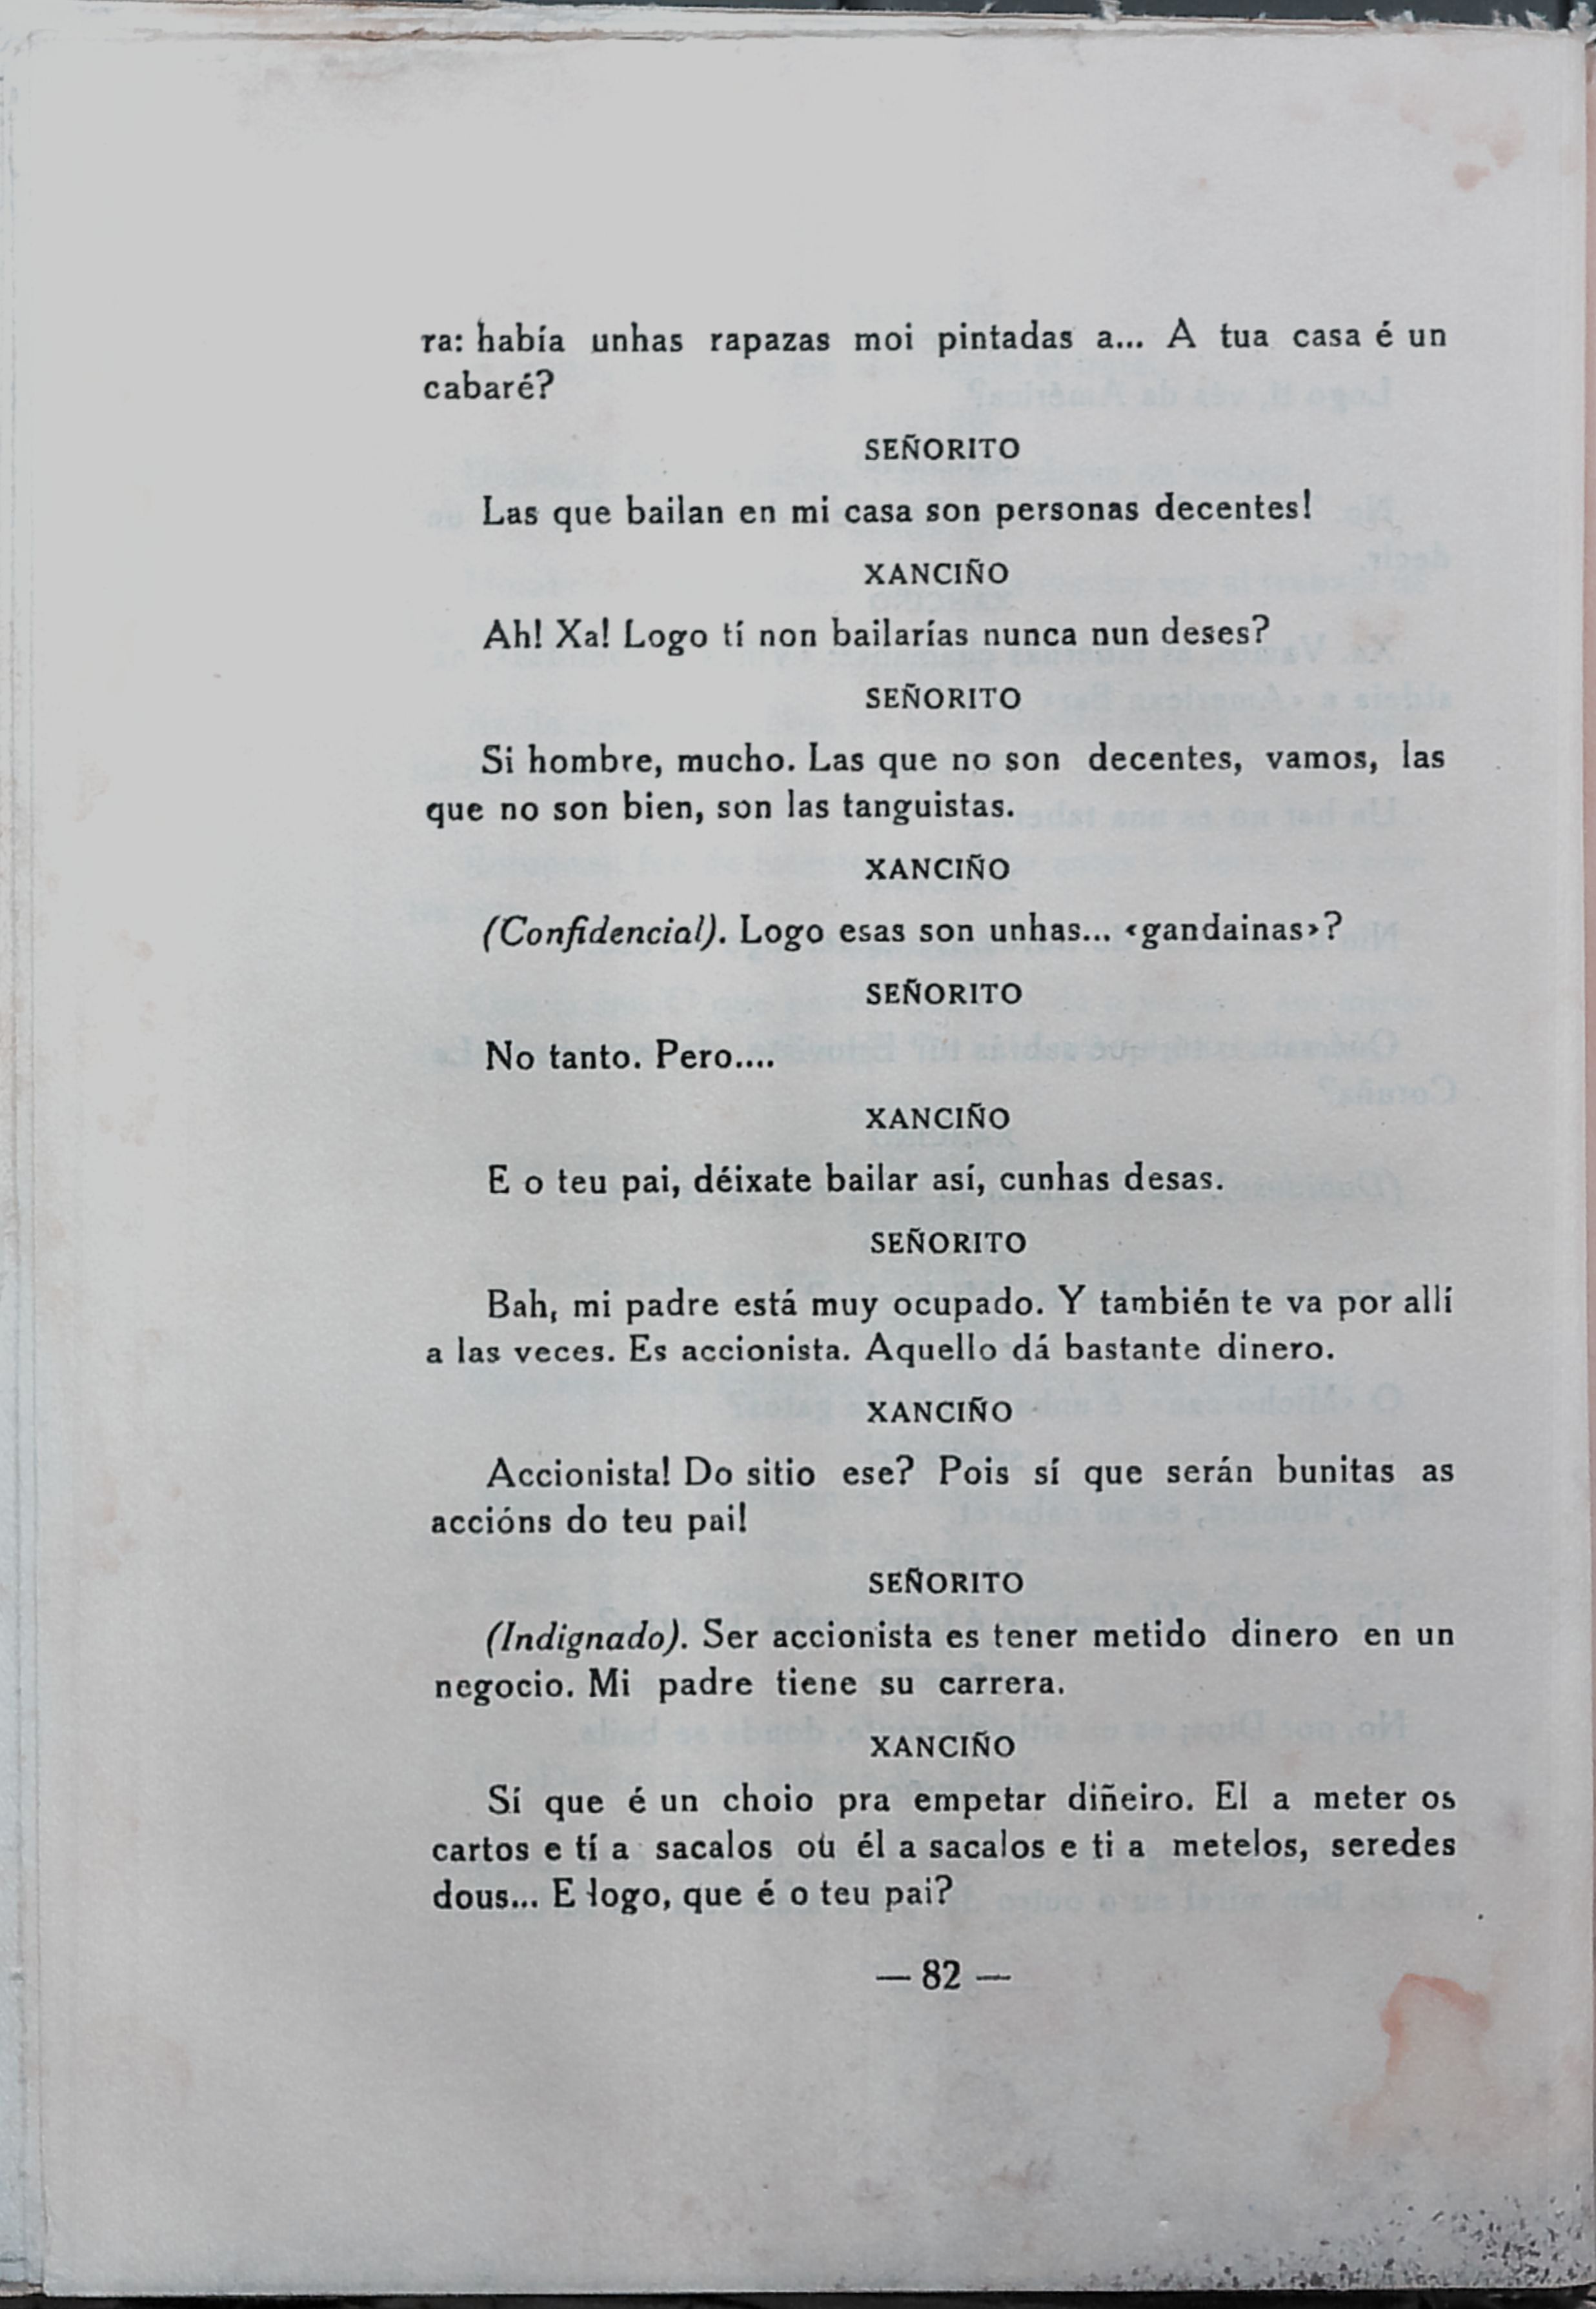 ra: había unhas rapazas moi pintadas a... A tua casa é un
cabaré?
SEÑORITO
Las que bailan en mi casa son personas decentes!
XANCIÑO
Ah! Xa! Logo tí non bailarías nunca nun deses?
SEÑORITO
Si hombre, mucho. Las que no son decentes, vamos, las
que no son bien, son las tanguistas.
XANCIÑO
(Confidencial). Logo esas son unhas... ‹gandainas›?
SEÑORITO
No tanto. Pero....
XANCIÑO
E o teu pai, déixate bailar así, cunhas desas.
SEÑORITO
Bah, mi padre está muy ocupado. Y también te va por allí
a las veces. Es accionista. Aquello dá bastante dinero.
XANCIÑO
Accionista! Do sitio ese? Pois sí que serán bunitas as
accións do teu pai!
SEÑORITO
(Indignado). Ser accionista es tener metido dinero en un
negocio. Mi padre tiene su carrera.
XANCIÑO
Sí que é un choio pra empetar diñeiro. El a meter os
cartos e tí a sacalos ou él a sacalos e ti a metelos, seredes
dous... E logo, que é o teu pai?
— 82 —